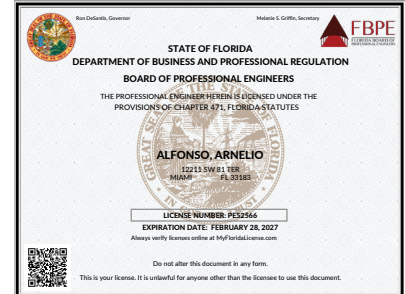 Ron DeSantis, Governor
Melanie S. Griffin, Secretary
FBPE
FLORIDA BOARD OF
PROFESSIONAL ENGINEERS
STATE OF FLORIDA
DEPARTMENT OF BUSINESS AND PROFESSIONAL REGULATION
BOARD OF PROFESSIONAL ENGINEERS
THE PROFESSIONAL ENGINEER HEREIN IS LICENSED UNDER THE
PROVISIONS OF CHAPTER 471, FLORIDA STATUTES
ALFONSO, ARNELIO
12211 SW 81 TER
MIAMI FL 33183
LICENSE NUMBER: PE52566
EXPIRATION DATE: FEBRUARY 28, 2027
Always verify licenses online at MyFloridaLicense.com
Do not alter this document in any form.
This is your license. It is unlawful for anyone other than the licensee to use this document.